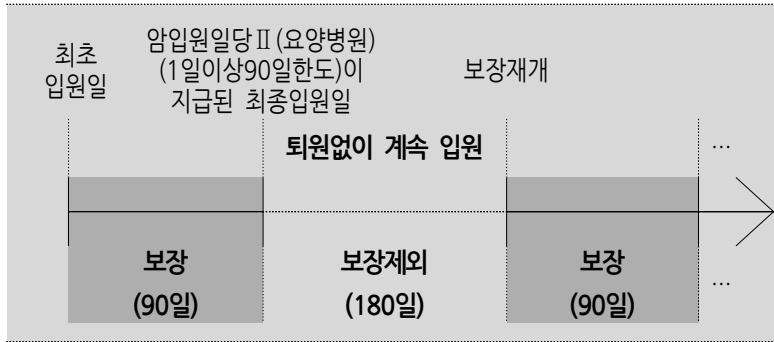 최초
입원일
암입원일당Ⅱ(요양병원)
(1일이상90일한도)이
지급된 최종입원일
보장재개
퇴원없이 계속 입원
…
보장
(90일)
보장제외
(180일)
보장
(90일)
…